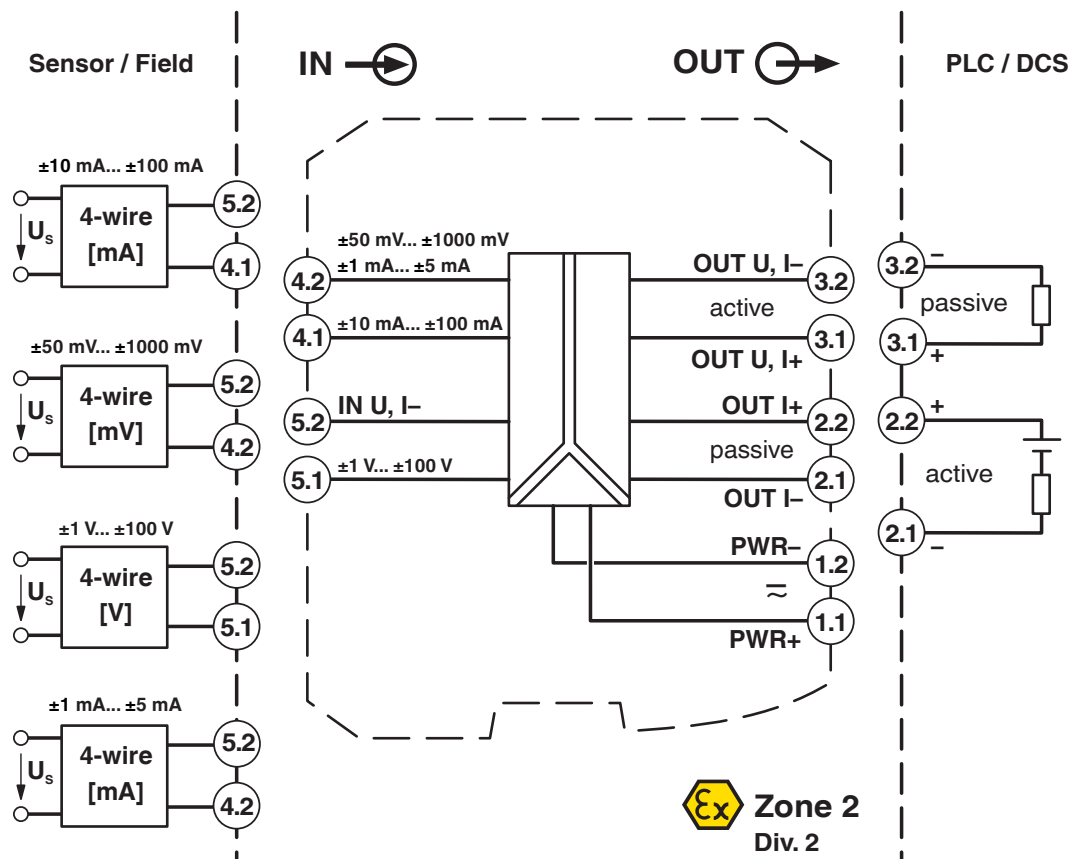 Sensor / Field
IN
OUT
PLC / DCS
±10 mA... ±100 mA
4-wire
[mA]
Us
5.2
4.1
±50 mV... ±1000 mV
4-wire
[mV]
Us
5.2
4.2
±1 V... ±100 V
4-wire
[V]
Us
5.2
5.1
±1 mA... ±5 mA
4-wire
[mA]
Us
5.2
4.2
±50 mV... ±1000 mV
±1 mA... ±5 mA
4.2
±10 mA... ±100 mA
4.1
IN U, I–
5.2
±1 V... ±100 V
5.1
OUT U, I–
3.2
active
3.1
OUT U, I+
OUT I+
2.2
passive
2.1
OUT I–
PWR–
1.2
1.1
PWR+
3.2 –
passive
3.1 +
2.2 +
active
2.1 –
Ex Zone 2
Div. 2